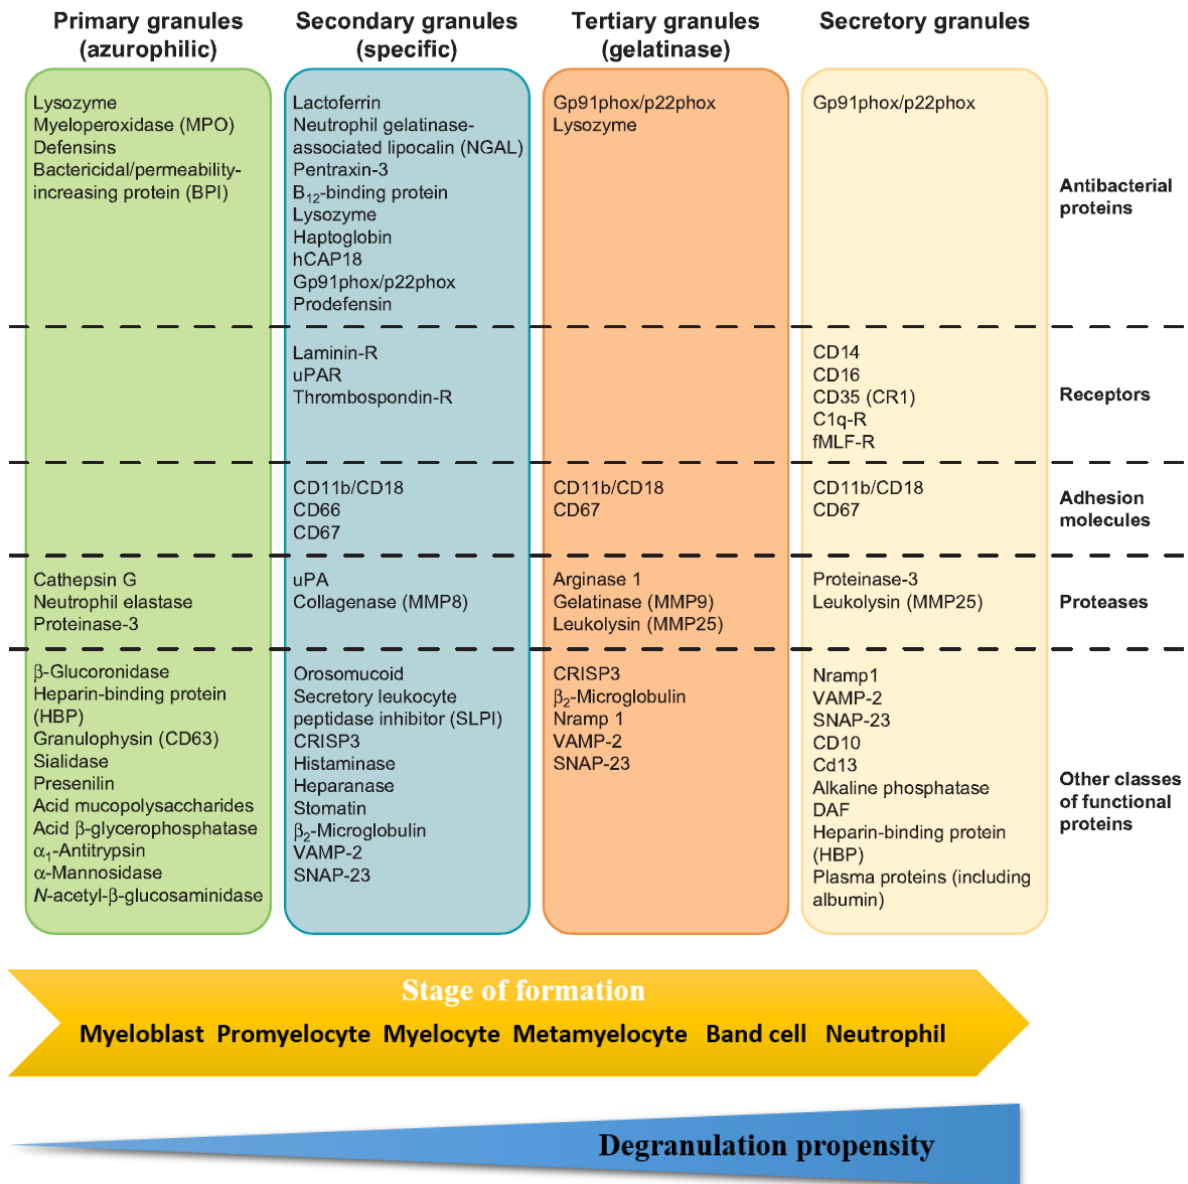 Primary granules
(azurophilic)
Secondary granules
(specific)
Tertiary granules
(gelatinase)
Secretory granules
Lysozyme
Myeloperoxidase (MPO)
Defensins
Bactericidal/permeability-
increasing protein (BPI)
Lactoferrin
Neutrophil gelatinase-
associated lipocalin (NGAL)
Pentraxin-3
B₁₂-binding protein
Lysozyme
Haptoglobin
hCAP18
Gp91phox/p22phox
Prodefensin
Gp91phox/p22phox
Lysozyme
Gp91phox/p22phox
Antibacterial
proteins
Laminin-R
uPAR
Thrombospondin-R
CD14
CD16
CD35 (CR1)
C1q-R
fMLF-R
Receptors
CD11b/CD18
CD66
CD67
CD11b/CD18
CD67
CD11b/CD18
CD67
Adhesion
molecules
Cathepsin G
Neutrophil elastase
Proteinase-3
uPA
Collagenase (MMP8)
Arginase 1
Gelatinase (MMP9)
Leukolysin (MMP25)
Proteinase-3
Leukolysin (MMP25)
Proteases
β-Glucoronidase
Heparin-binding protein
(HBP)
Granulophysin (CD63)
Sialidase
Presenilin
Acid mucopolysaccharides
Acid β-glycerophosphatase
α₁-Antitrypsin
α-Mannosidase
N-acetyl-β-glucosaminidase
Orosomucoid
Secretory leukocyte
peptidase inhibitor (SLPI)
CRISP3
Histaminase
Heparanase
Stomatin
β₂-Microglobulin
VAMP-2
SNAP-23
CRISP3
β₂-Microglobulin
Nramp 1
VAMP-2
SNAP-23
Nramp1
VAMP-2
SNAP-23
CD10
Cd13
Alkaline phosphatase
DAF
Heparin-binding protein
(HBP)
Plasma proteins (including
albumin)
Other classes
of functional
proteins
Stage of formation
Myeloblast Promyelocyte Myelocyte Metamyelocyte Band cell Neutrophil
Degranulation propensity